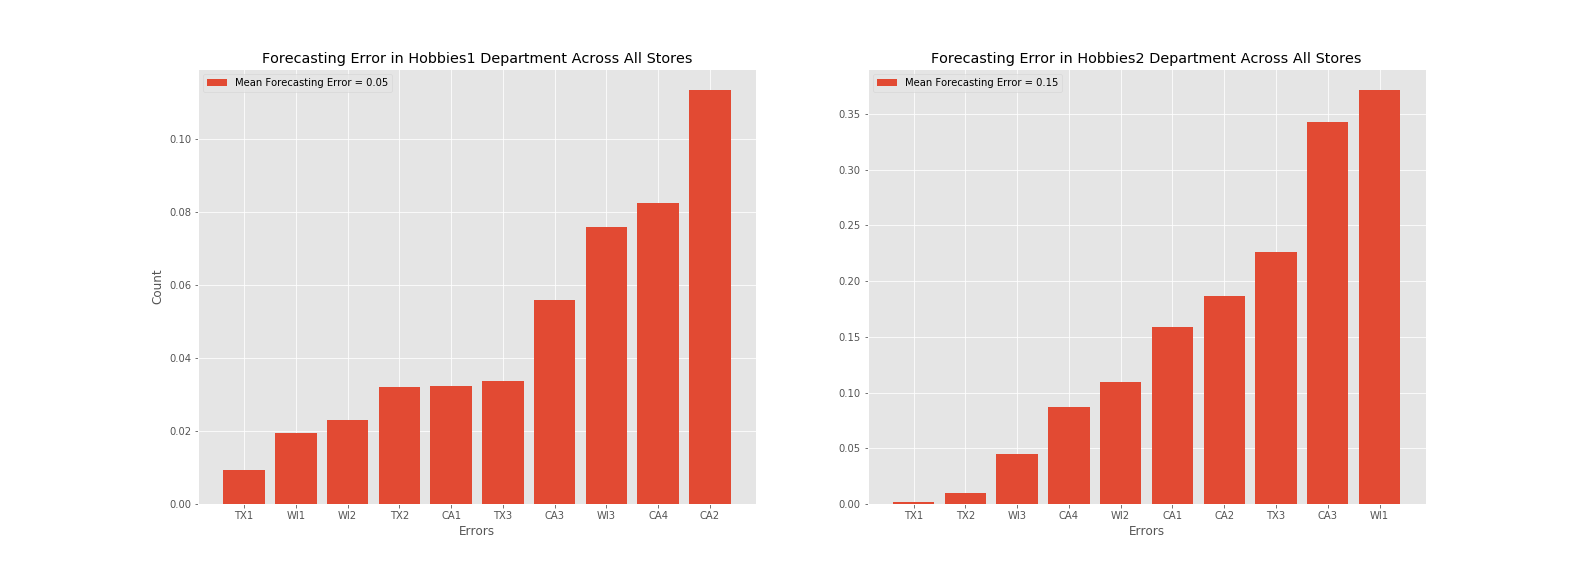 Forecasting Error in Hobbies1 Department Across All Stores
Mean Forecasting Error = 0.05
0.10
0.08
0.06
0.04
0.02
0.00
Count
TX1 WI1 WI2 TX2 CA1 TX3 CA3 WI3 CA4 CA2
Errors
Forecasting Error in Hobbies2 Department Across All Stores
Mean Forecasting Error = 0.15
0.35
0.30
0.25
0.20
0.15
0.10
0.05
0.00
TX1 TX2 WI3 CA4 WI2 CA1 CA2 TX3 CA3 WI1
Errors